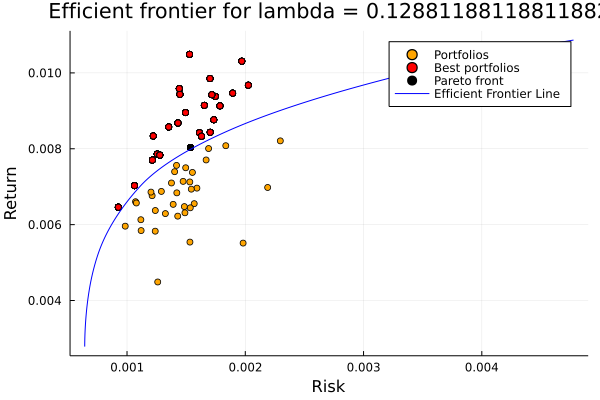 Efficient frontier for lambda = 0.1288118811881188
Return
0.010
0.008
0.006
0.004
Portfolios
Best portfolios
Pareto front
Efficient Frontier Line
0.001
0.002
0.003
0.004
Risk